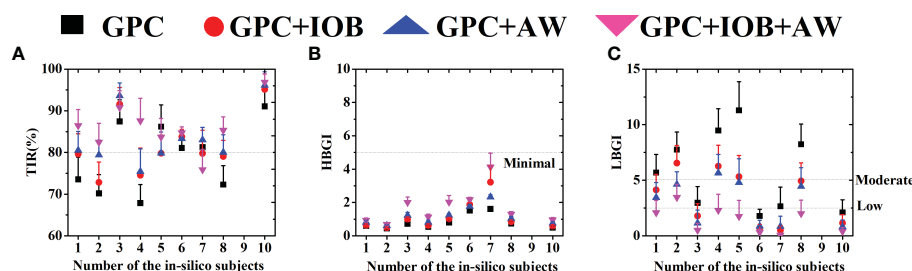 GPC GPC+IOB GPC+AW GPC+IOB+AW
A B C
TIR(%)
100
90
80
70
60
1 2 3 4 5 6 7 8 9 10
Number of the in-silico subjects
HBGI
10
8
6
4
2
0
Minimal
1 2 3 4 5 6 7 8 9 10
Number of the in-silico subjects
LBGI
15
10
5
0
Moderate
Low
1 2 3 4 5 6 7 8 9 10
Number of the in-silico subjects